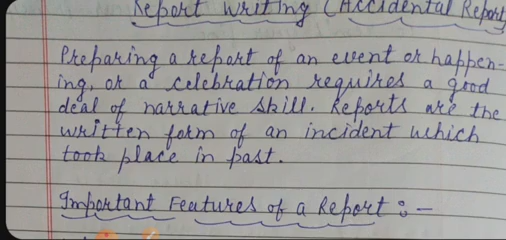 Report Writing (Accidental Report
Preparing a report of an event or happen-
ing, or a celebration requires a good
deal of narrative skill. Reports are the
written form of an incident which
took place in past.
Important Features of a Report :-